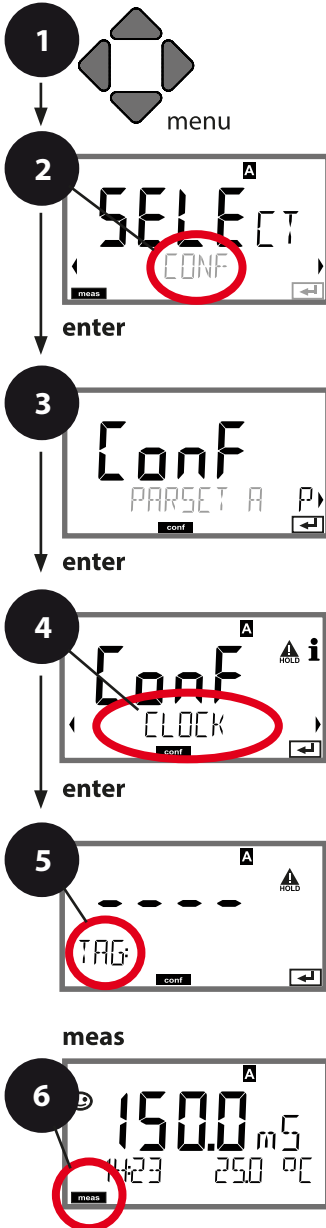 1
menu
2
A
SELECT
CONF
meas
enter
3
ConF
PARSET A P
conf
enter
4
A
ConF
HOLD i
CLOCK
conf
enter
5
A
HOLD
- - - -
TAG:
conf
meas
6
A
150.0 mS
14:23 25.0 °C
meas